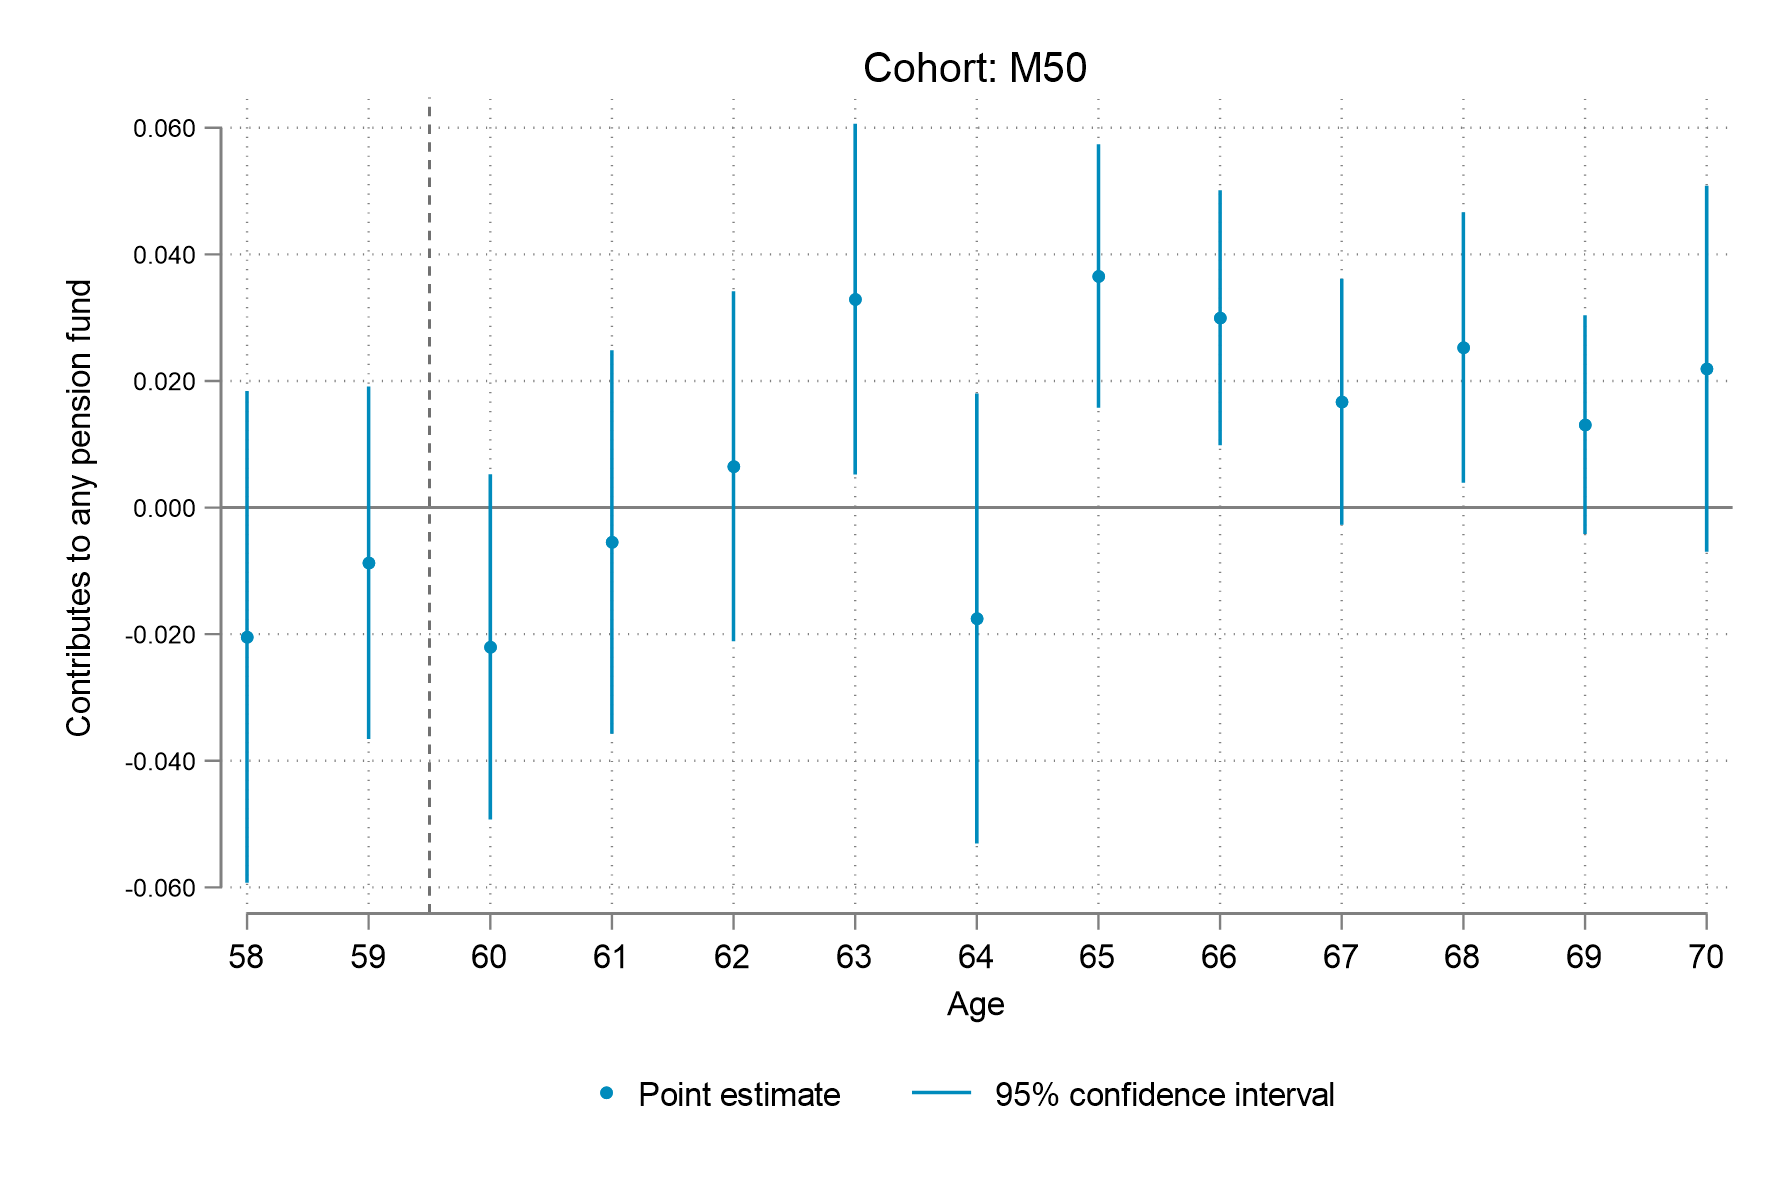 Cohort: M50
Contributes to any pension fund
0.060
0.040
0.020
0.000
-0.020
-0.040
-0.060
58 59 60 61 62 63 64 65 66 67 68 69 70
Age
Point estimate 95% confidence interval